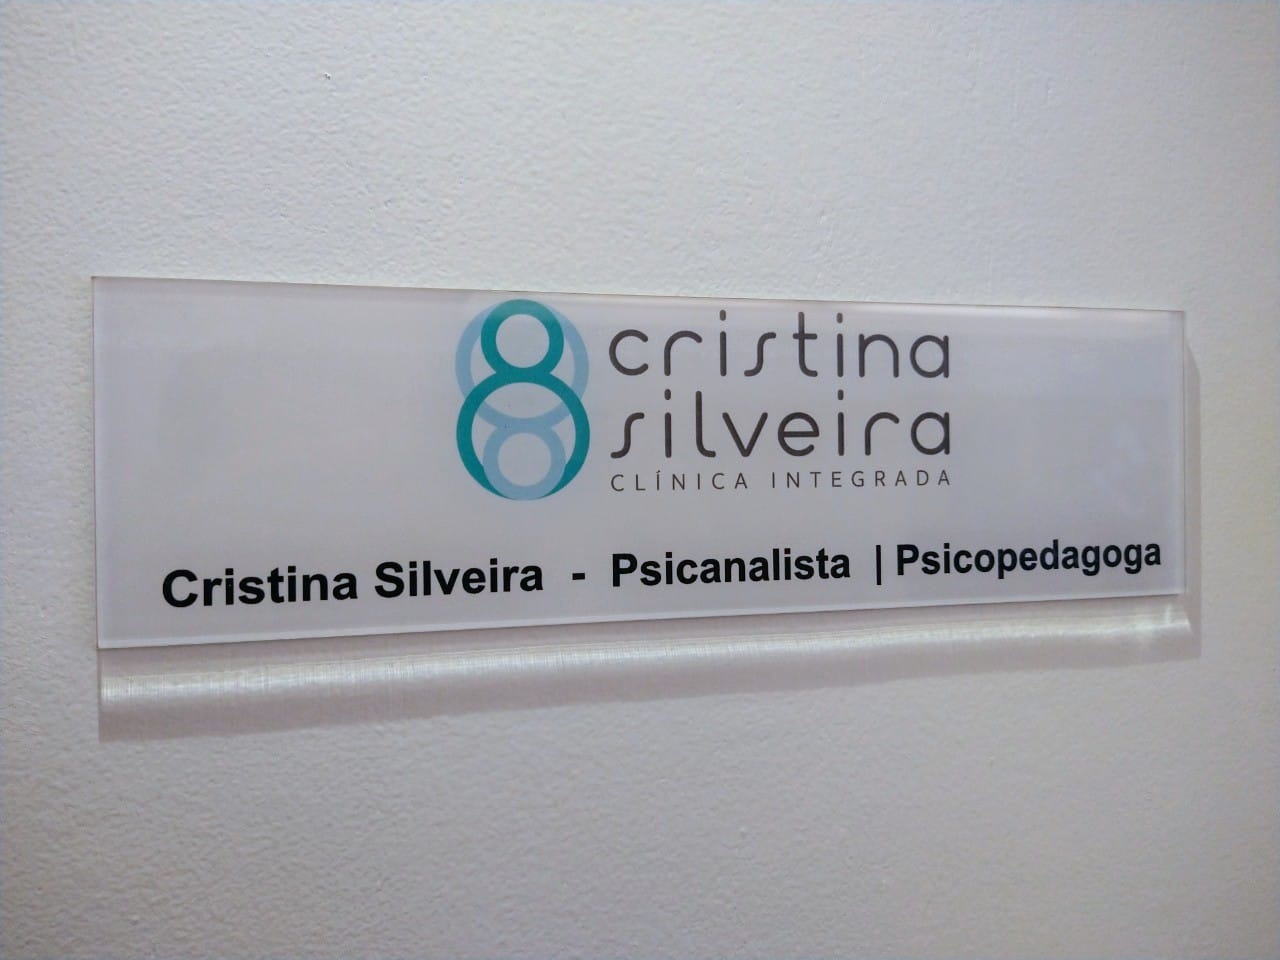 cristina
silveira
CLÍNICA INTEGRADA
Cristina Silveira - Psicanalista | Psicopedagoga